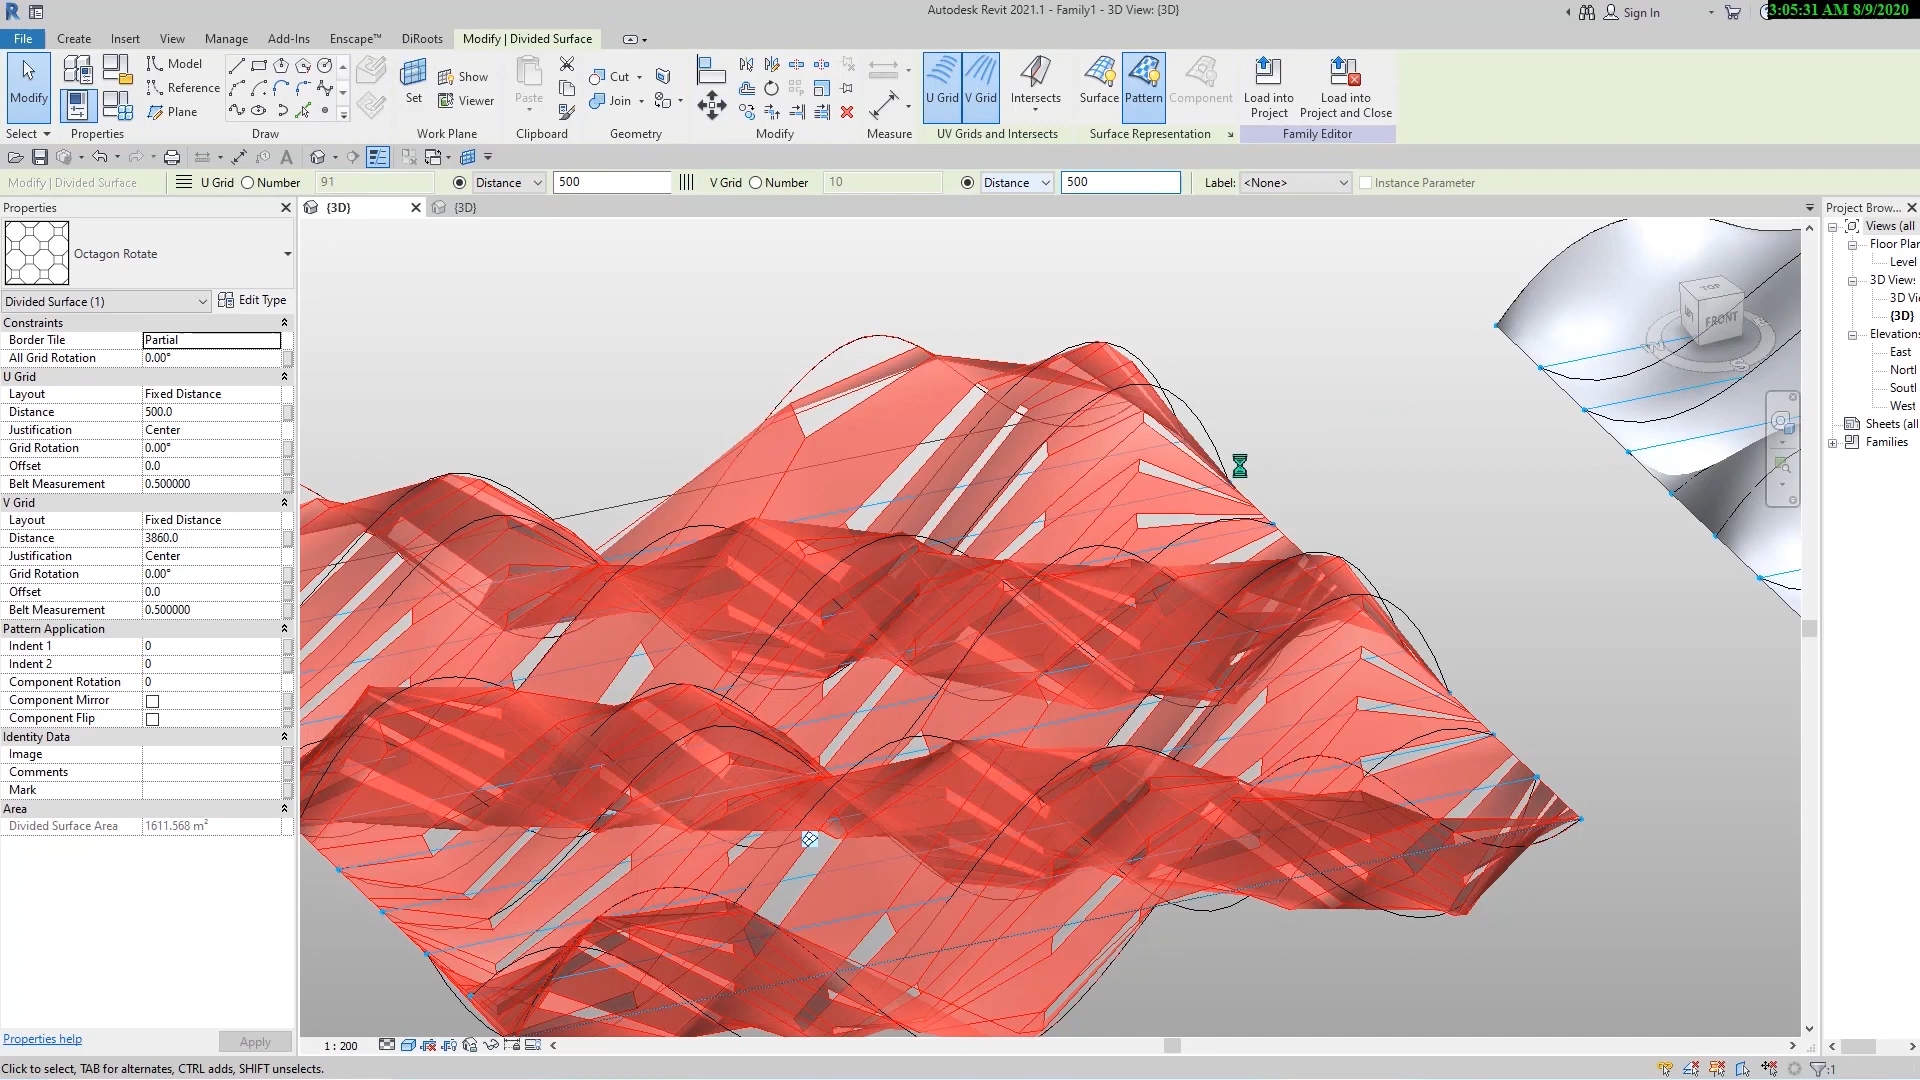 Autodesk Revit 2021.1 - Family1 - 3D View: {3D}
Sign In
3:05:31 AM 8/9/2020
File Create Insert View Manage Add-Ins Enscape™ DiRoots Modify | Divided Surface
Modify
Model
Reference
Plane
Set
Show
Viewer
Paste
Cut
Join
U Grid V Grid
Intersects
Surface Pattern Component
Load into Project
Load into Project and Close
Select Properties Draw Work Plane Clipboard Geometry Modify Measure UV Grids and Intersects Surface Representation Family Editor
Modify | Divided Surface U Grid Number 91 Distance 500 V Grid Number 10 Distance 500 Label: <None> Instance Parameter
Properties
{3D} {3D}
Project Brow...
Octagon Rotate
Divided Surface (1) Edit Type
Constraints
Border Tile Partial
All Grid Rotation 0.00°
U Grid
Layout Fixed Distance
Distance 500.0
Justification Center
Grid Rotation 0.00°
Offset 0.0
Belt Measurement 0.500000
V Grid
Layout Fixed Distance
Distance 3860.0
Justification Center
Grid Rotation 0.00°
Offset 0.0
Belt Measurement 0.500000
Pattern Application
Indent 1 0
Indent 2 0
Component Rotation 0
Component Mirror
Component Flip
Identity Data
Image
Comments
Mark
Area
Divided Surface Area 1611.568 m²
Properties help Apply
TOP
FRONT
Views (all
Floor Plan
Level
3D Views
3D Vi
{3D}
Elevations
East
North
South
West
Sheets (all
Families
1 : 200
Click to select, TAB for alternates, CTRL adds, SHIFT unselects.
:1